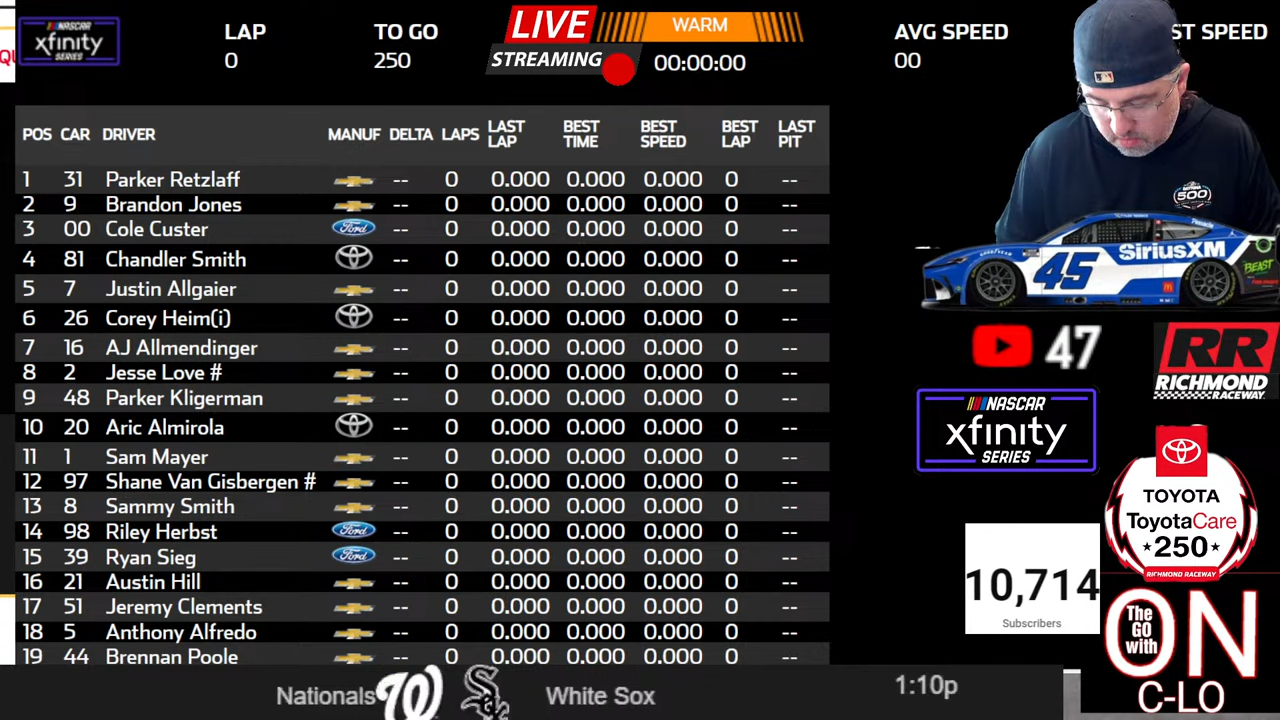 NASCAR
xfinity
SERIES
LAP
0
TO GO
250
LIVE
STREAMING
WARM
00:00:00
AVG SPEED
00
ST SPEED
POS CAR DRIVER MANUF DELTA LAPS LAST LAP BEST TIME BEST SPEED BEST LAP LAST PIT
1 31 Parker Retzlaff -- 0 0.000 0.000 0.000 0 --
2 9 Brandon Jones -- 0 0.000 0.000 0.000 0 --
3 00 Cole Custer Ford -- 0 0.000 0.000 0.000 0 --
4 81 Chandler Smith -- 0 0.000 0.000 0.000 0 --
5 7 Justin Allgaier -- 0 0.000 0.000 0.000 0 --
6 26 Corey Heim(i) -- 0 0.000 0.000 0.000 0 --
7 16 AJ Allmendinger -- 0 0.000 0.000 0.000 0 --
8 2 Jesse Love # -- 0 0.000 0.000 0.000 0 --
9 48 Parker Kligerman -- 0 0.000 0.000 0.000 0 --
10 20 Aric Almirola -- 0 0.000 0.000 0.000 0 --
11 1 Sam Mayer -- 0 0.000 0.000 0.000 0 --
12 97 Shane Van Gisbergen # -- 0 0.000 0.000 0.000 0 --
13 8 Sammy Smith -- 0 0.000 0.000 0.000 0 --
14 98 Riley Herbst Ford -- 0 0.000 0.000 0.000 0 --
15 39 Ryan Sieg Ford -- 0 0.000 0.000 0.000 0 --
16 21 Austin Hill -- 0 0.000 0.000 0.000 0 --
17 51 Jeremy Clements -- 0 0.000 0.000 0.000 0 --
18 5 Anthony Alfredo -- 0 0.000 0.000 0.000 0 --
19 44 Brennan Poole -- 0 0.000 0.000 0.000 0 --
DAYTONA
500
SiriusXM
45
BEAST
47
RR
RICHMOND
RACEWAY
NASCAR
xfinity
SERIES
TOYOTA
ToyotaCare
250
RICHMOND RACEWAY
10,714
Subscribers
The GO with
ON
C-LO
Nationals W Sox White Sox 1:10p